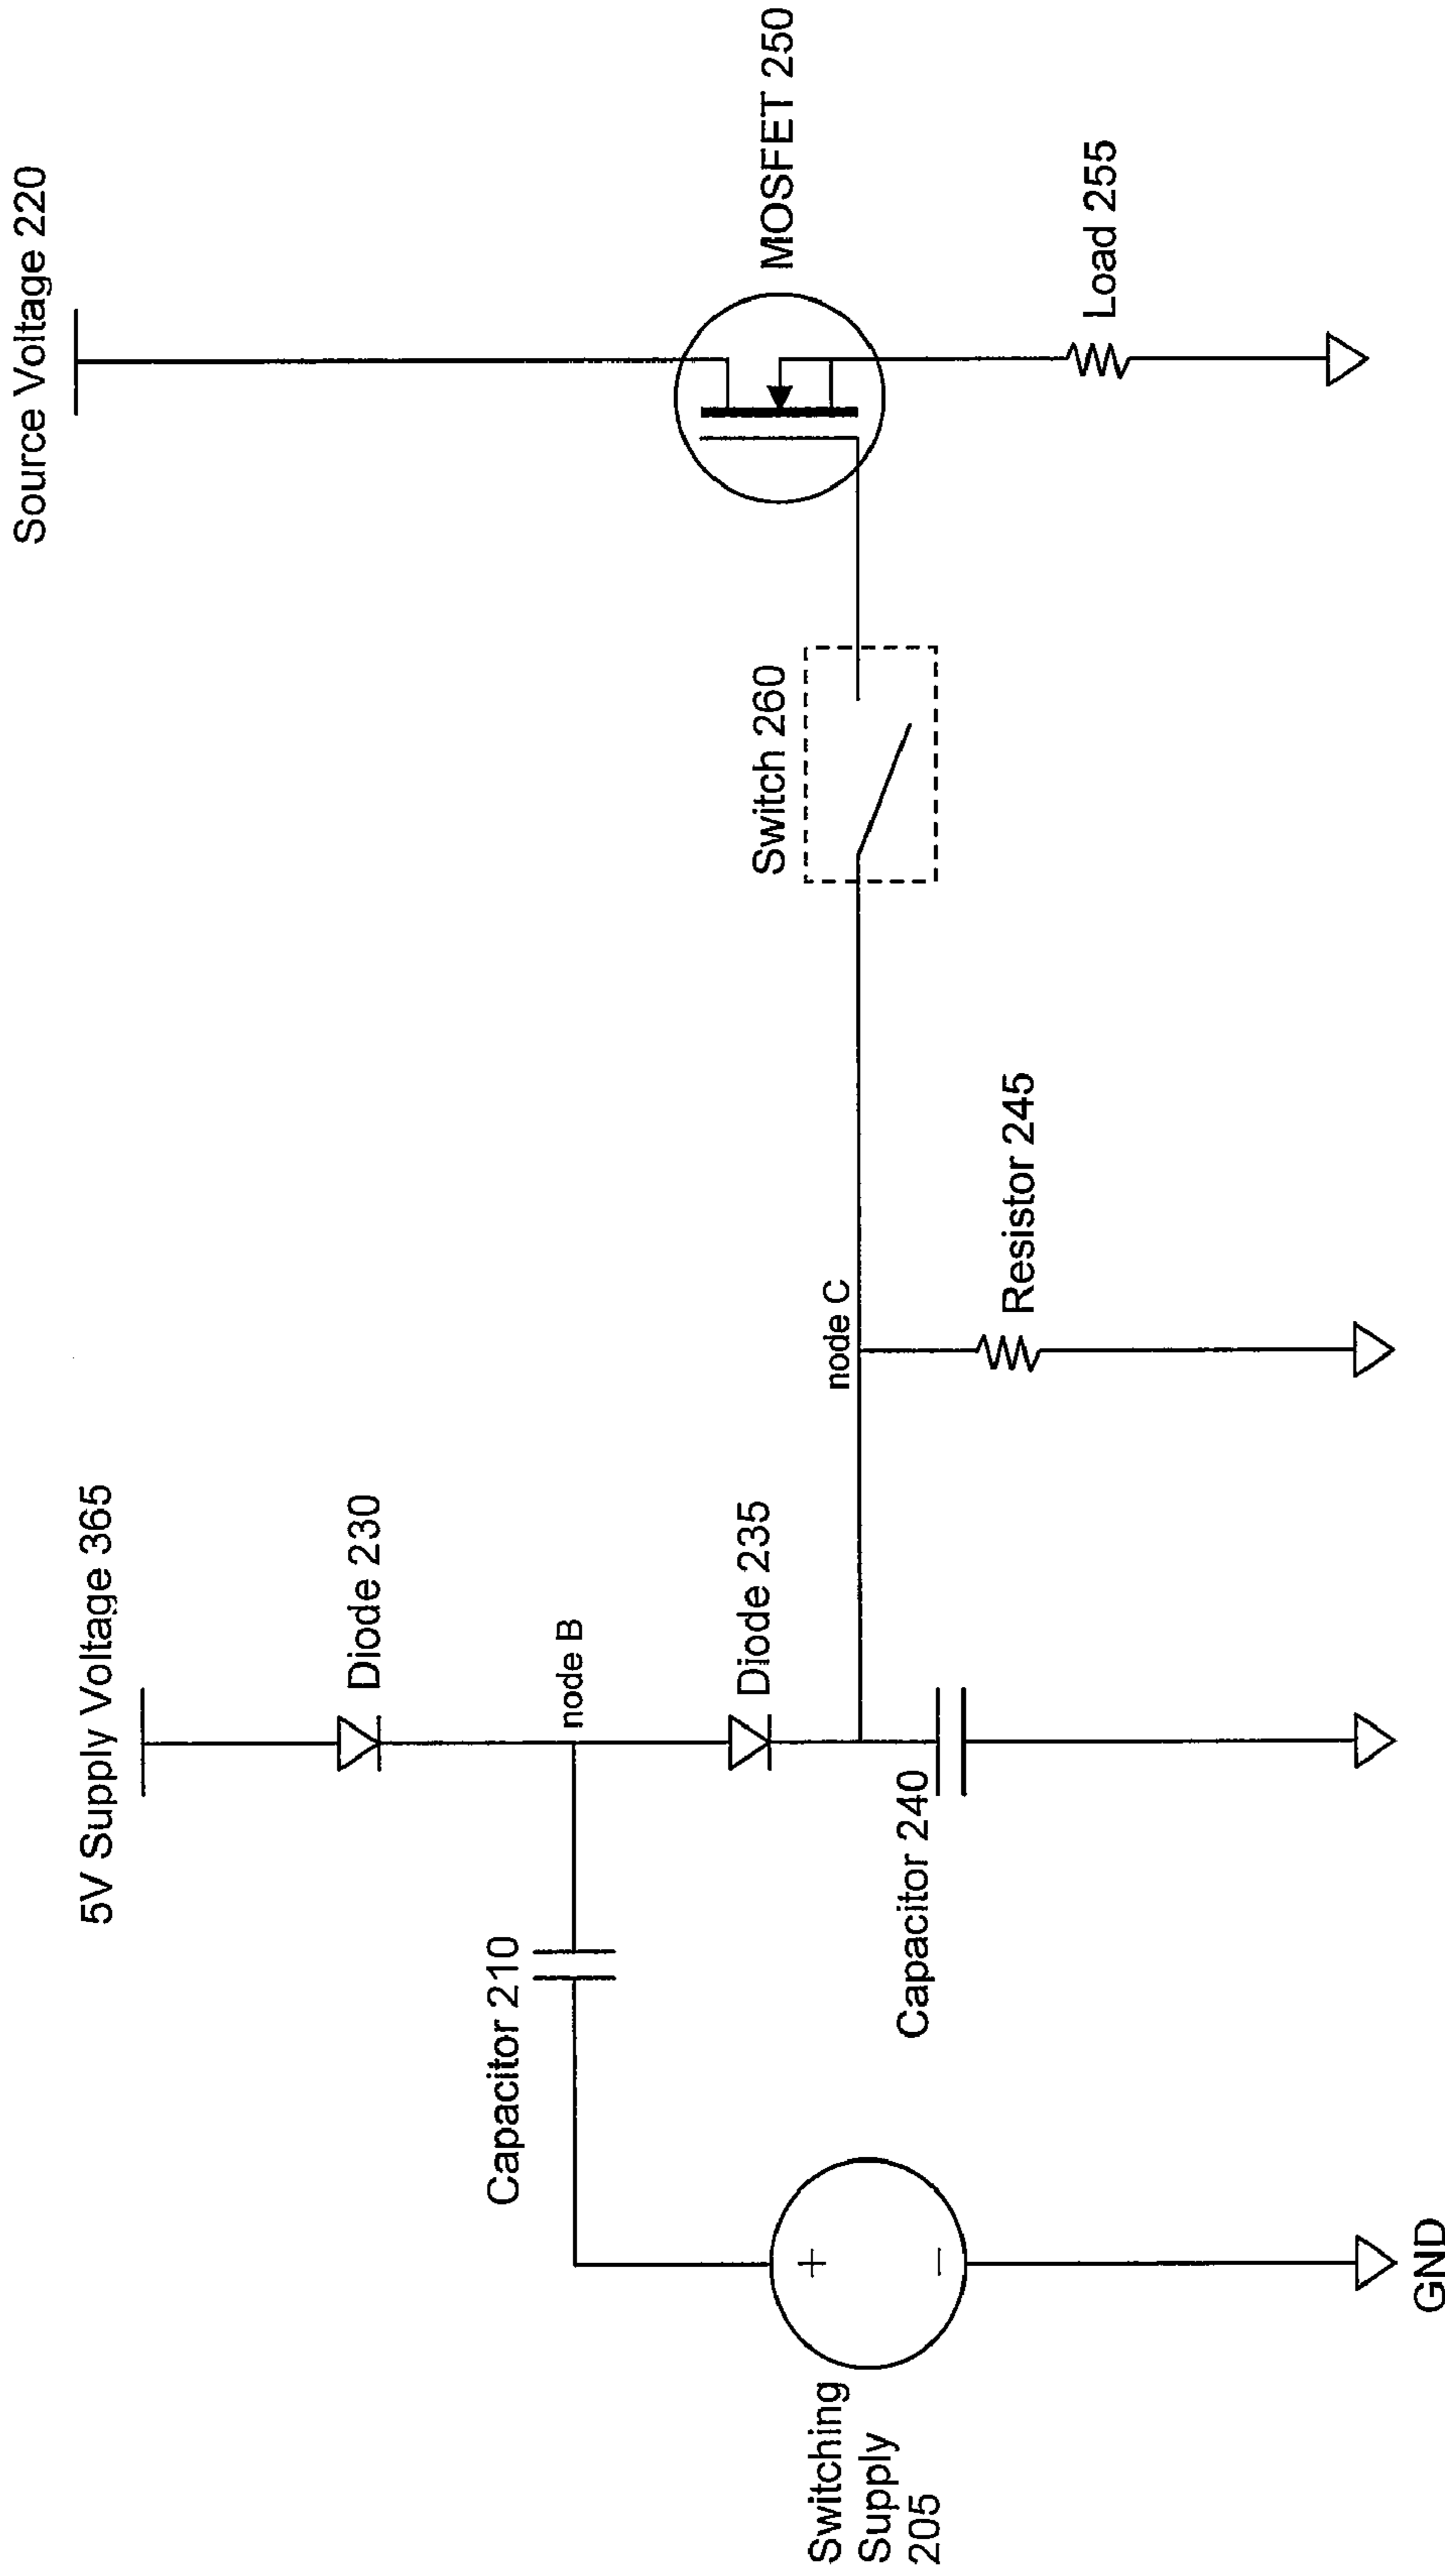 Source Voltage 220
5V Supply Voltage 365
Diode 230
MOSFET 250
Capacitor 210
node B
Diode 235
Switch 260
node C
Load 255
Capacitor 240
Resistor 245
+
–
Switching
Supply
205
GND